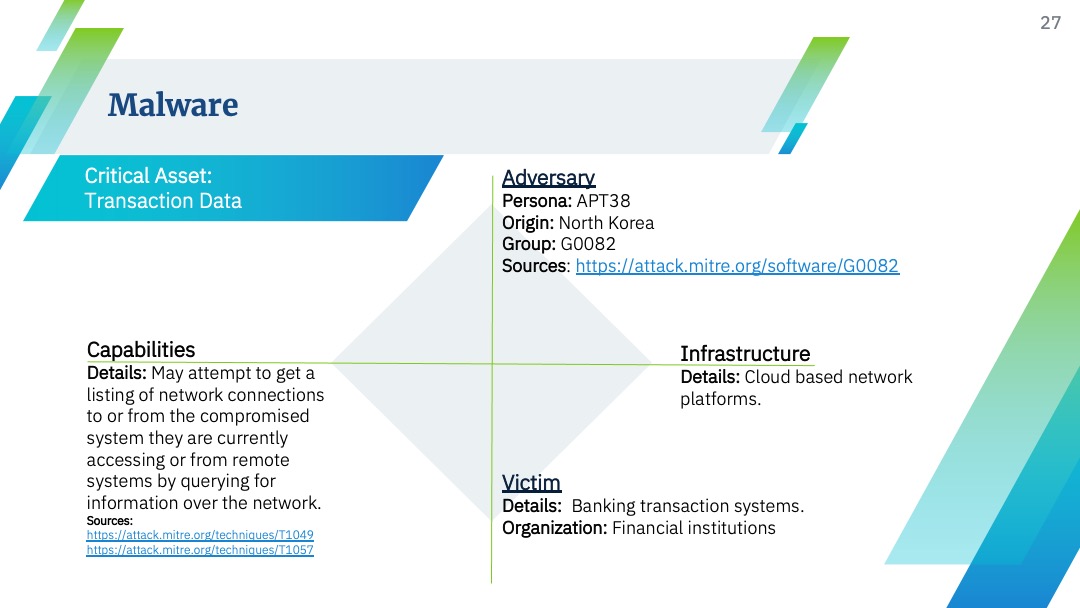 27
Malware
Critical Asset:
Transaction Data
Adversary
Persona: APT38
Origin: North Korea
Group: G0082
Sources: https://attack.mitre.org/software/G0082
Capabilities
Details: May attempt to get a
listing of network connections
to or from the compromised
system they are currently
accessing or from remote
systems by querying for
information over the network.
Sources:
https://attack.mitre.org/techniques/T1049
https://attack.mitre.org/techniques/T1057
Infrastructure
Details: Cloud based network
platforms.
Victim
Details:  Banking transaction systems.
Organization: Financial institutions